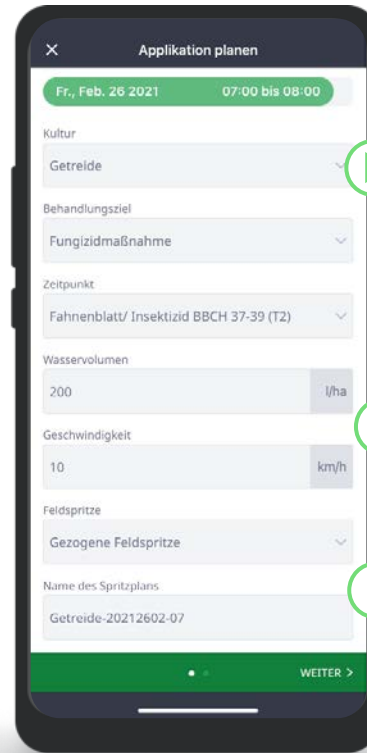 Applikation planen
Fr., Feb. 26 2021 07:00 bis 08:00
Kultur
Getreide
Behandlungsziel
Fungizidmaßnahme
Zeitpunkt
Fahnenblatt/ Insektizid BBCH 37-39 (T2)
Wasservolumen
200 l/ha
Geschwindigkeit
10 km/h
Feldspritze
Gezogene Feldspritze
Name des Spritzplans
Getreide-20212602-07
WEITER >